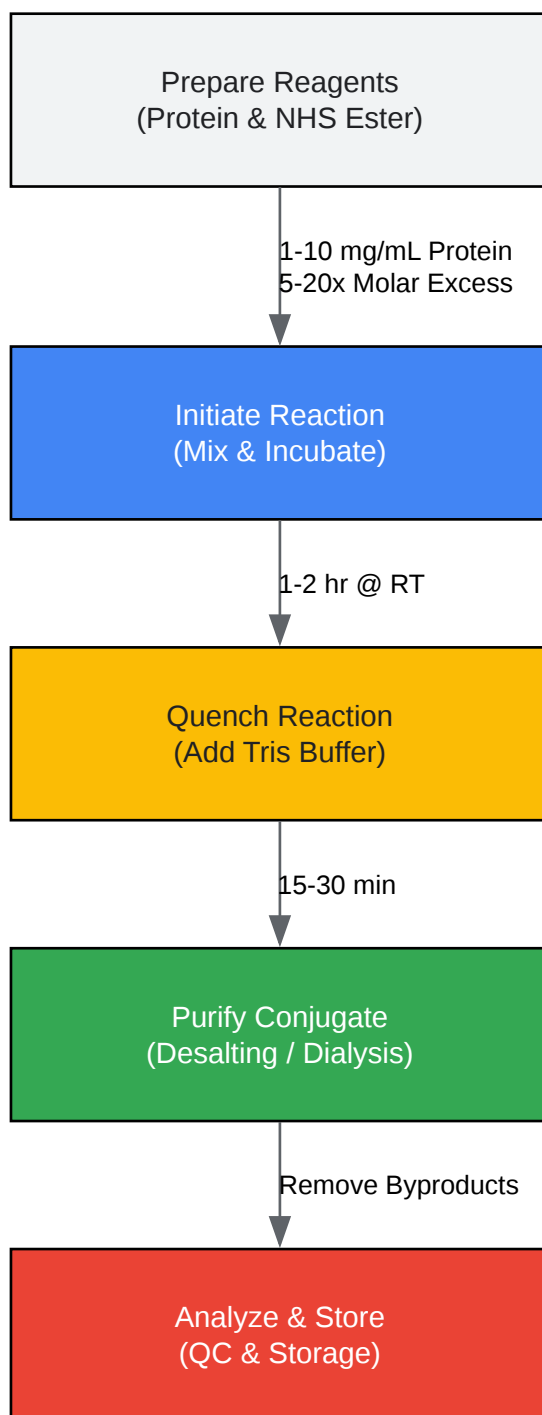 Prepare Reagents
(Protein & NHS Ester)
1-10 mg/mL Protein
5-20x Molar Excess
Initiate Reaction
(Mix & Incubate)
1-2 hr @ RT
Quench Reaction
(Add Tris Buffer)
15-30 min
Purify Conjugate
(Desalting / Dialysis)
Remove Byproducts
Analyze & Store
(QC & Storage)